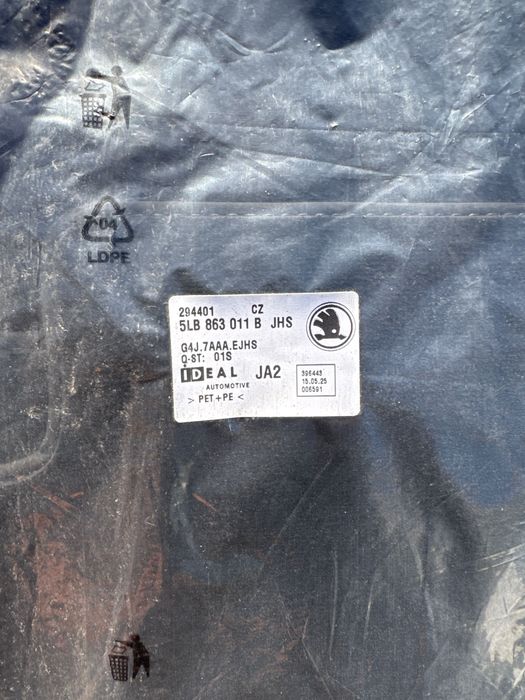 04
LDPE
294401 CZ
5LB 863 011 B JHS
G4J.7AAA.EJHS
Q-ST: 01S
IDEAL JA2
AUTOMOTIVE
> PET+PE <
396443
15.05.25
006591